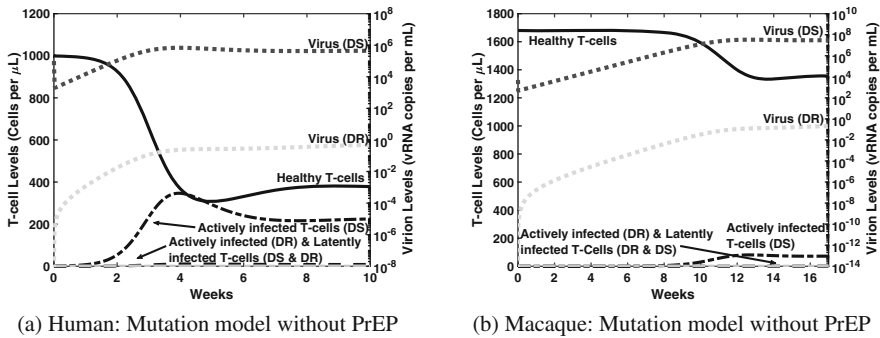 1200
1000
800
600
400
200
0
T-cell Levels (Cells per μL)
Virus (DS)
Virus (DR)
Healthy T-cells
Actively infected T-cells (DS)
Actively infected (DR) & Latently
infected T-cells (DS & DR)
10^8
10^6
10^4
10^2
10^0
10^-2
10^-4
10^-6
10^-8
Virion Levels (vRNA copies per mL)
0 2 4 6 8 10
Weeks
(a) Human: Mutation model without PrEP
1800
1600
1400
1200
1000
800
600
400
200
0
T-cell Levels (Cells per μL)
Virus (DS)
Healthy T-cells
Virus (DR)
Actively infected (DR) & Latently
infected T-Cells (DR & DS)
Actively infected
T-cells (DS)
10^10
10^8
10^6
10^4
10^2
10^0
10^-2
10^-4
10^-6
10^-8
10^-10
10^-12
10^-14
Virion Levels (vRNA copies per mL)
0 2 4 6 8 10 12 14 16
Weeks
(b) Macaque: Mutation model without PrEP